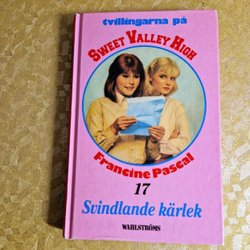 tvillingarna på
SWEET VALLEY HIGH
Francine Pascal
17
Svindlande kärlek
WAHLSTRÖMS